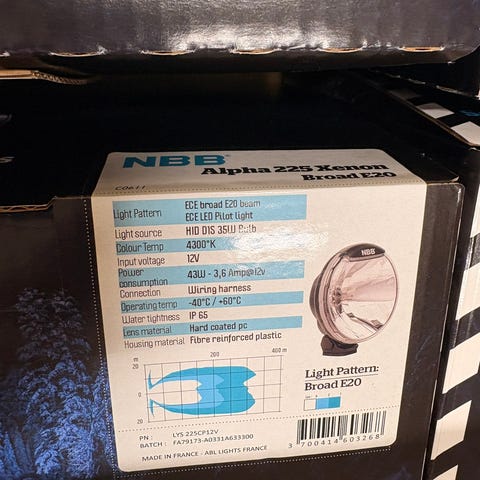 NBB
Alpha 225 Xenon
Broad E20
C0611
Light Pattern ECE broad E20 beam
ECE LED Pilot light
Light source HID D1S 35W Bulb
Colour Temp 4300°K
Input voltage 12V
Power consumption 43W - 3,6 Amp@12v
Connection Wiring harness
Operating temp -40°C / +60°C
Water tightness IP 65
Lens material Hard coated pc
Housing material Fibre reinforced plastic
NBB
m 200 400 m
20
20
Light Pattern:
Broad E20
PN : LYS 225CP12V
BATCH : FA79173-A0331A633300
MADE IN FRANCE - ABL LIGHTS FRANCE
3 700414 603268